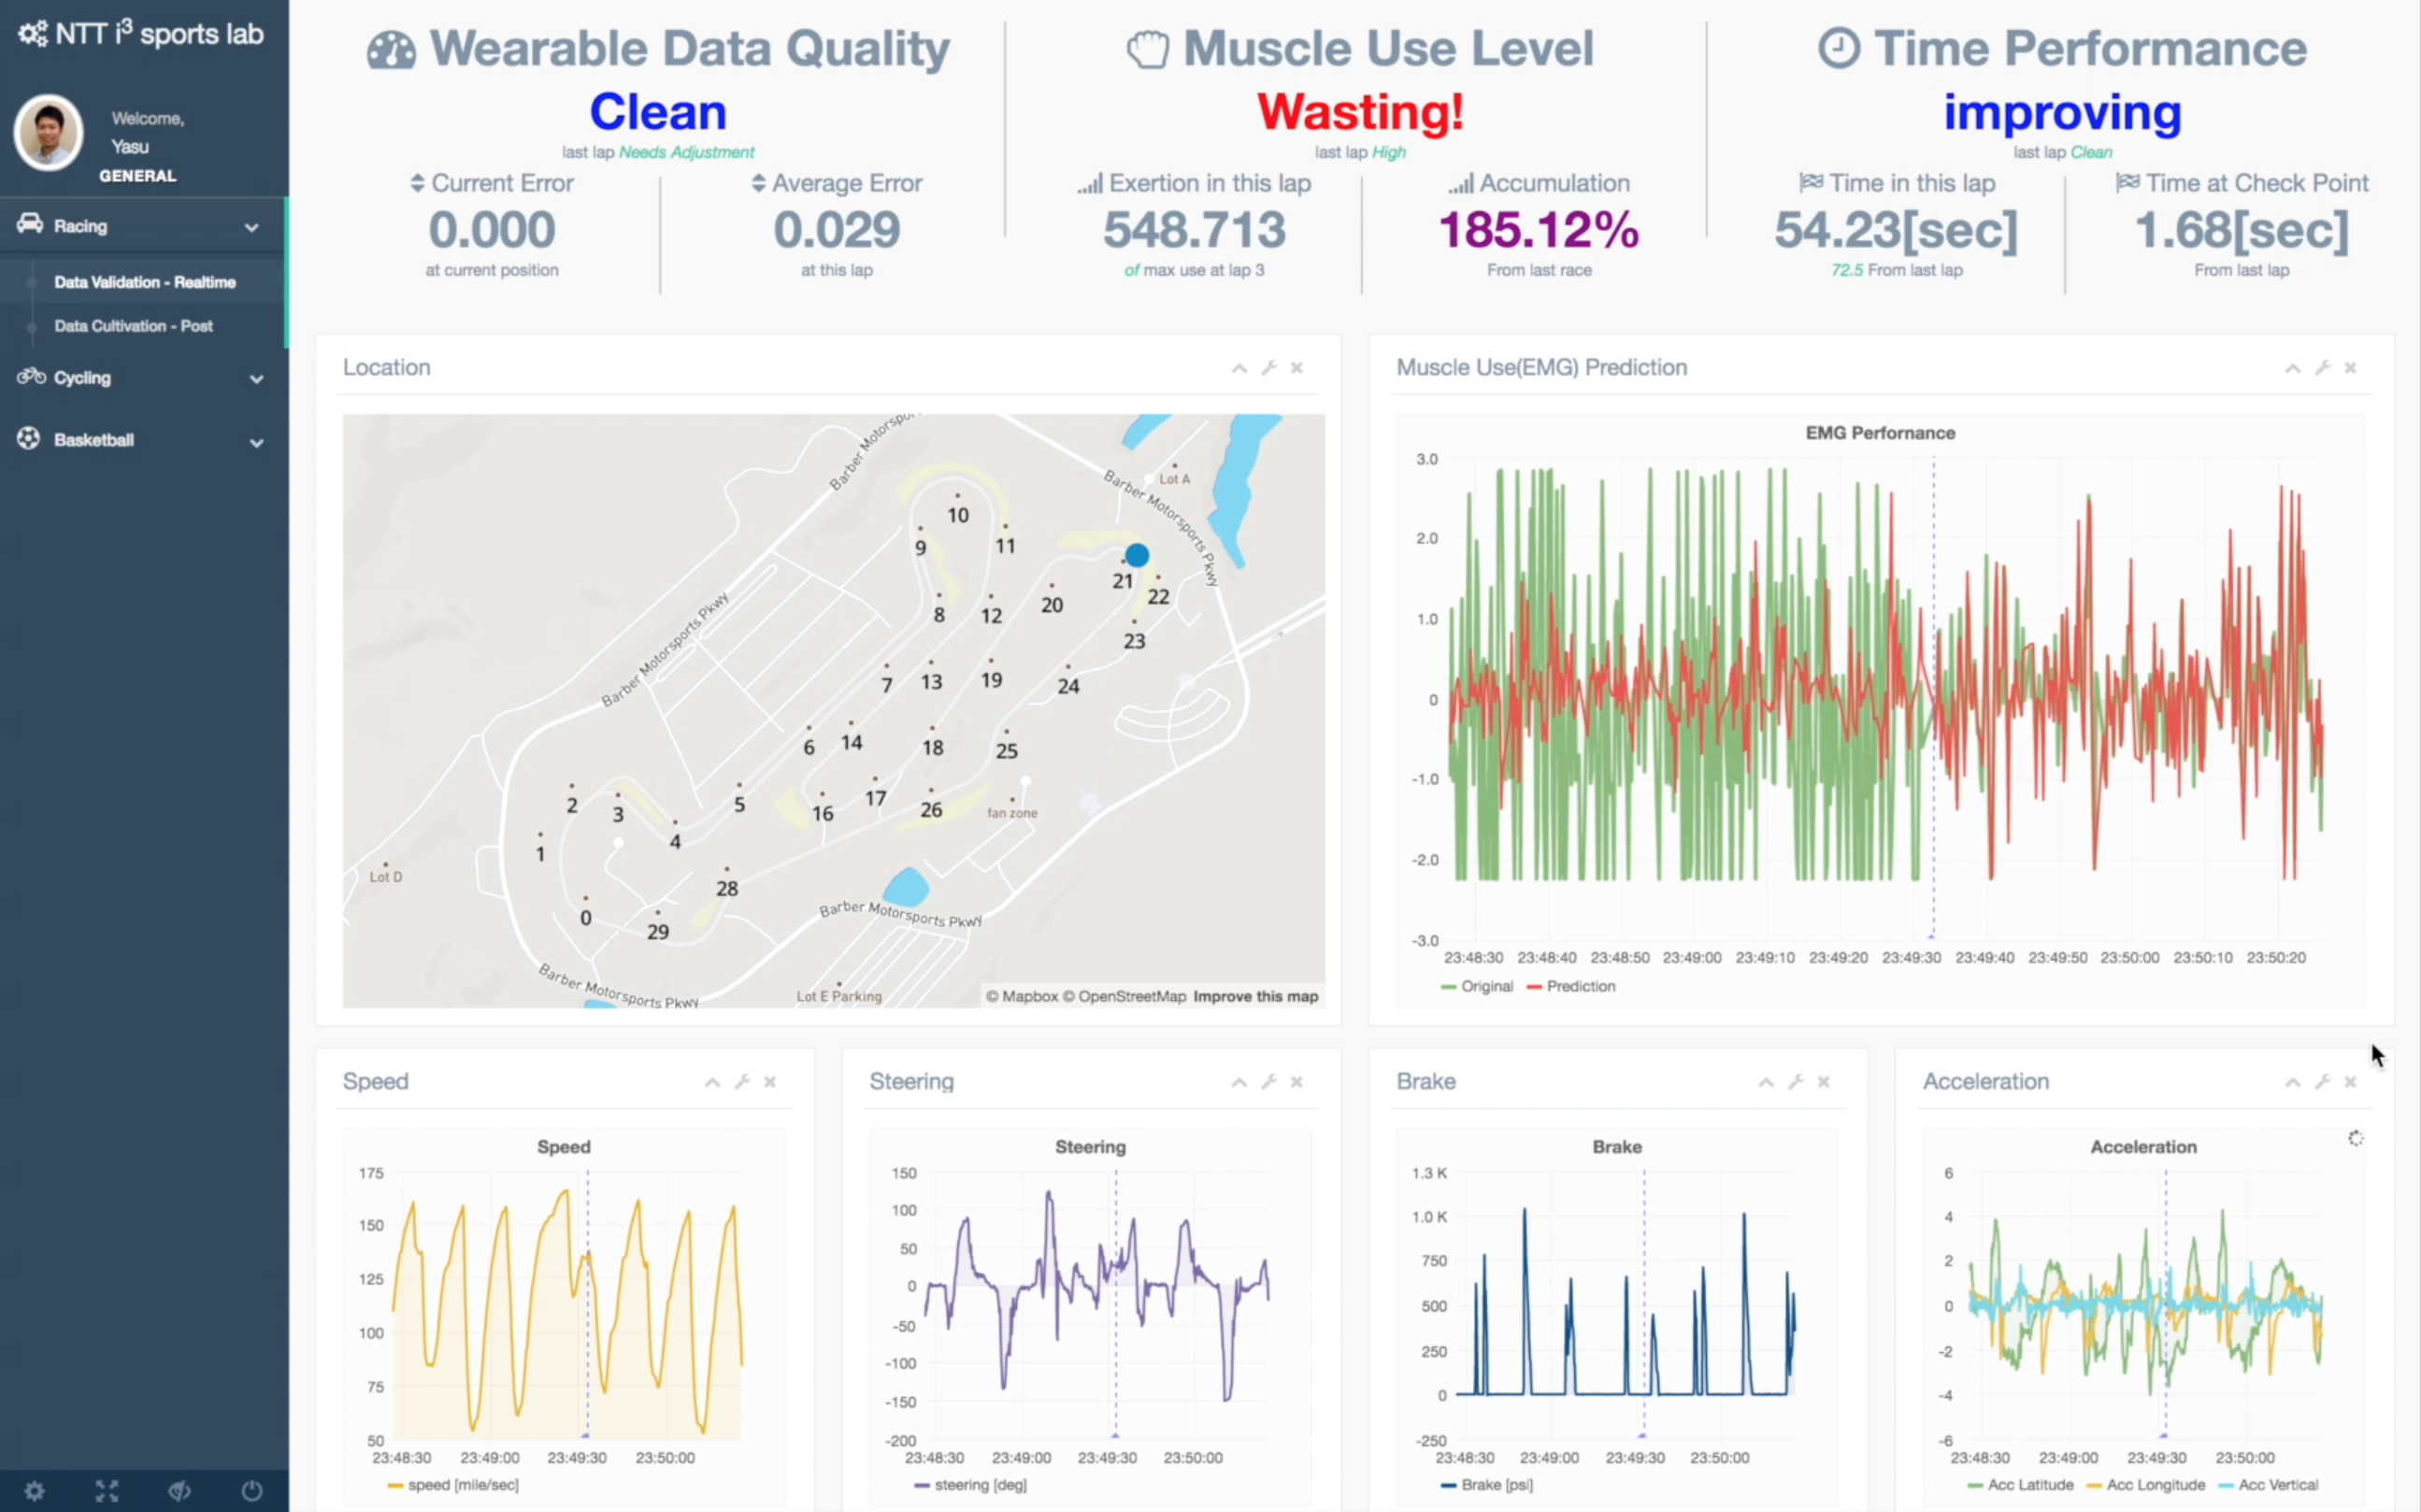 NTT i³ sports lab
Welcome,
Yasu
GENERAL
Racing
Data Validation - Realtime
Data Cultivation - Post
Cycling
Basketball
Wearable Data Quality
Clean
last lap Needs Adjustment
Current Error
0.000
at current position
Average Error
0.029
at this lap
Muscle Use Level
Wasting!
last lap High
Exertion in this lap
548.713
of max use at lap 3
Accumulation
185.12%
From last race
Time Performance
improving
last lap Clean
Time in this lap
54.23[sec]
72.5 From last lap
Time at Check Point
1.68[sec]
From last lap
Location
Barber Motorspor
Barber Motorsports Pkwy
Lot A
10
9
11
21
22
20
8
12
23
Barber Motorsports Pkwy
7
13
19
24
6
14
18
25
2
3
5
16
17
26
fan zone
4
1
Lot D
28
0
29
Barber Motorsports Pkwy
Barber Motorsports Pkwy
Lot E Parking
© Mapbox © OpenStreetMap Improve this map
Muscle Use(EMG) Prediction
EMG Perfornance
3.0
2.0
1.0
0
-1.0
-2.0
-3.0
23:48:30 23:48:40 23:48:50 23:49:00 23:49:10 23:49:20 23:49:30 23:49:40 23:49:50 23:50:00 23:50:10 23:50:20
Original Prediction
Speed
Speed
175
150
125
100
75
50
23:48:30 23:49:00 23:49:30 23:50:00
speed [mile/sec]
Steering
Steering
150
100
50
0
-50
-100
-150
-200
23:48:30 23:49:00 23:49:30 23:50:00
steering [deg]
Brake
Brake
1.3 K
1.0 K
750
500
250
0
-250
23:48:30 23:49:00 23:49:30 23:50:00
Brake [psi]
Acceleration
Acceleration
6
4
2
0
-2
-4
-6
23:48:30 23:49:00 23:49:30 23:50:00
Acc Latitude Acc Longitude Acc Vertical